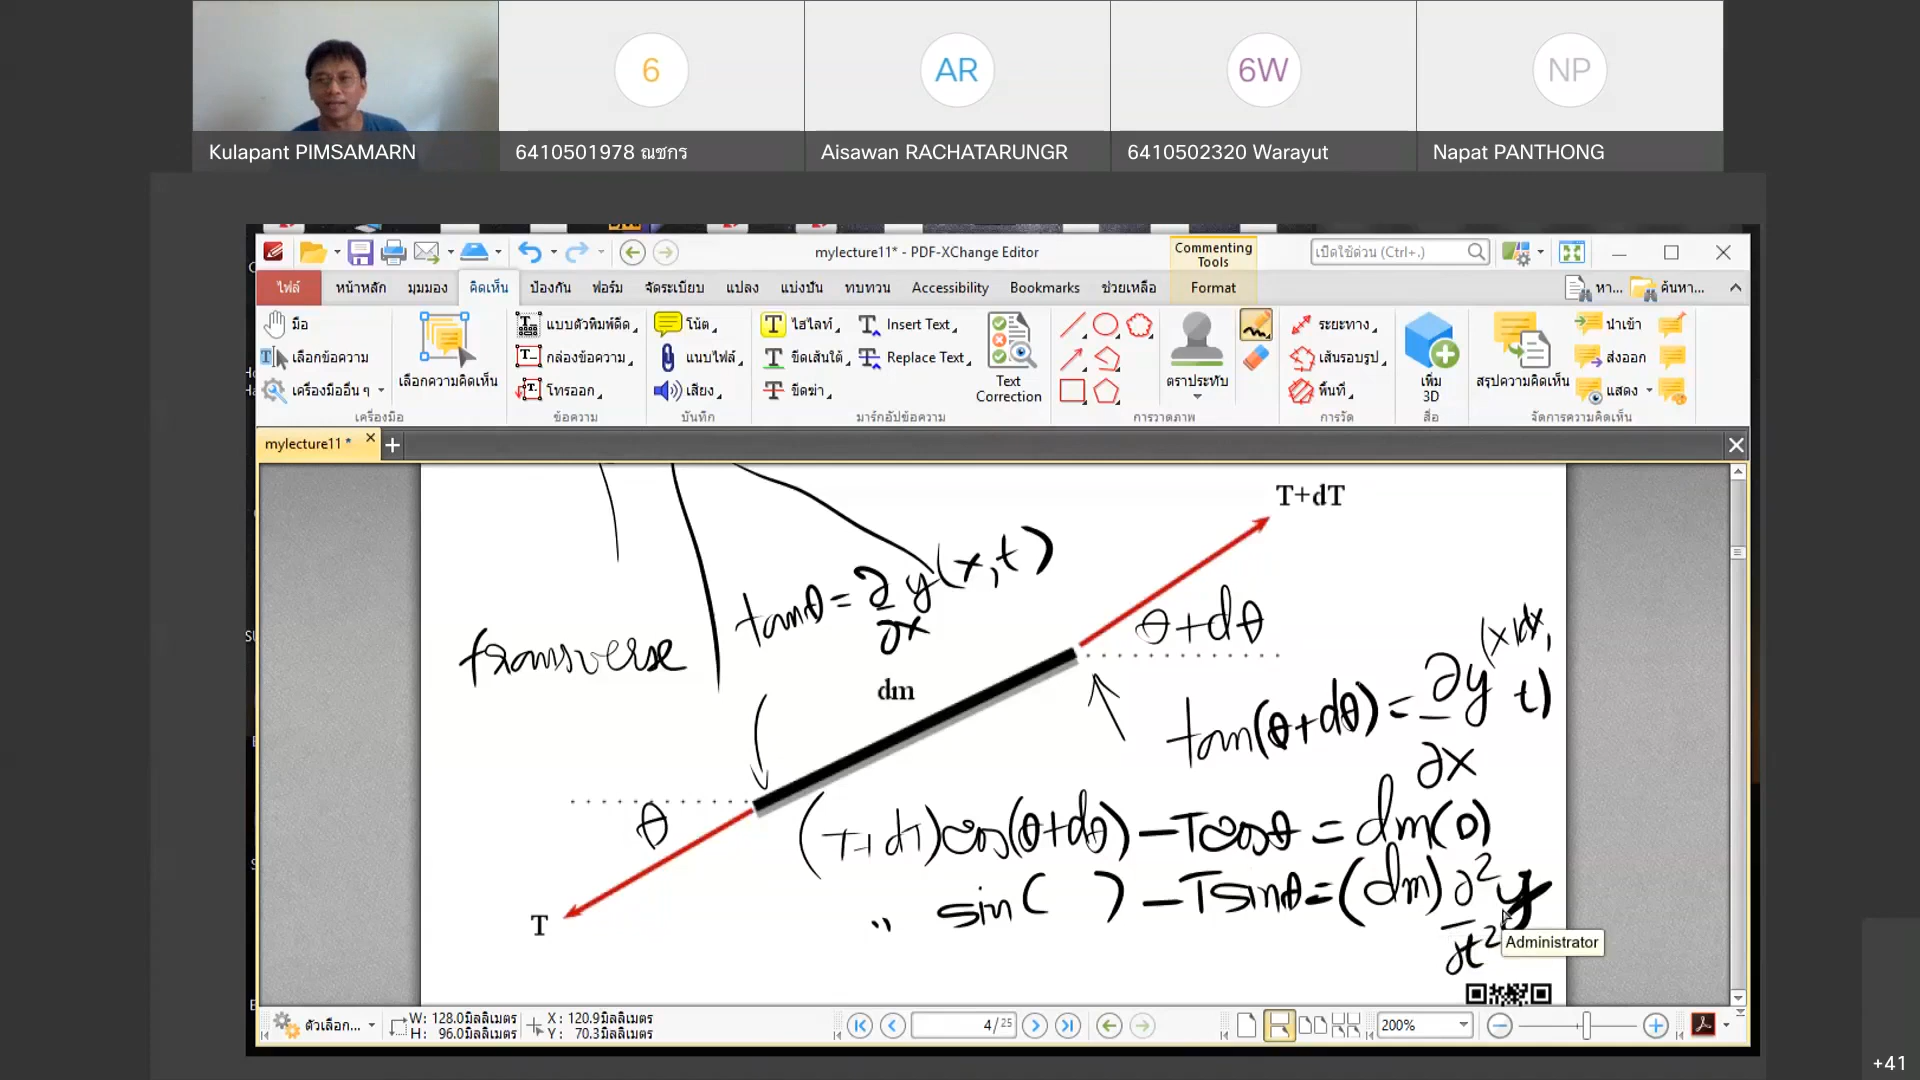 6
AR
6W
NP
Kulapant PIMSAMARN
6410501978 ณชกร
Aisawan RACHATARUNGR
6410502320 Warayut
Napat PANTHONG
mylecture11* - PDF-XChange Editor
Commenting Tools
เปิดใช้ด่วน (Ctrl+.)
ไฟล์ หน้าหลัก มุมมอง คิดเห็น ป้องกัน ฟอร์ม จัดระเบียบ แปลง แบ่งปัน ทบทวน Accessibility Bookmarks ช่วยเหลือ Format หา... ค้นหา...
มือ
เลือกข้อความ
เครื่องมืออื่น ๆ
เครื่องมือ
เลือกความคิดเห็น
แบบตัวพิมพ์ดีด
กล่องข้อความ
โทรออก
ข้อความ
โน้ต
แนบไฟล์
เสียง
บันทึก
ไฮไลท์
ขีดเส้นใต้
ขีดฆ่า
Insert Text
Replace Text
Text Correction
มาร์กอัปข้อความ
การวาดภาพ
ตราประทับ
ระยะทาง
เส้นรอบรูป
พื้นที่
การวัด
เพิ่ม 3D
สื่อ
สรุปความคิดเห็น
นำเข้า
ส่งออก
แสดง
จัดการความคิดเห็น
mylecture11 *
T+dT
tanθ = ∂y(x,t)
∂x
θ+dθ
transverse
dm
tan(θ+dθ) = ∂y(x+dx, t)
∂x
θ
(T+dT)cos(θ+dθ) – Tcosθ = dm(0)
" sin( ) – Tsinθ = (dm) ∂²y
∂t²
T
Administrator
ตัวเลือก...
W: 128.0มิลลิเมตร
H: 96.0มิลลิเมตร
X: 120.9มิลลิเมตร
Y: 70.3มิลลิเมตร
4/25
200%
+41